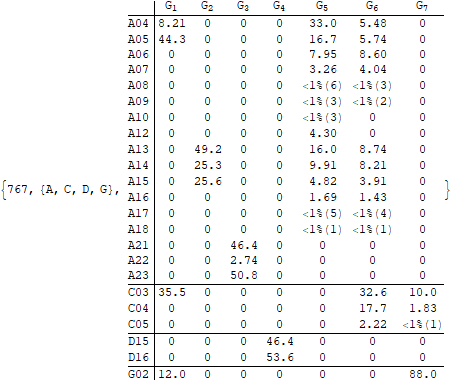 G1 G2 G3 G4 G5 G6 G7
A04 8.21 0 0 0 33.0 5.48 0
A05 44.3 0 0 0 16.7 5.74 0
A06 0 0 0 0 7.95 8.60 0
A07 0 0 0 0 3.26 4.04 0
A08 0 0 0 0 <1%(6) <1%(3) 0
A09 0 0 0 0 <1%(3) <1%(2) 0
A10 0 0 0 0 <1%(3) 0 0
A12 0 0 0 0 4.30 0 0
A13 0 49.2 0 0 16.0 8.74 0
A14 0 25.3 0 0 9.91 8.21 0
{767, {A, C, D, G}, A15 0 25.6 0 0 4.82 3.91 0 }
A16 0 0 0 0 1.69 1.43 0
A17 0 0 0 0 <1%(5) <1%(4) 0
A18 0 0 0 0 <1%(1) <1%(1) 0
A21 0 0 46.4 0 0 0 0
A22 0 0 2.74 0 0 0 0
A23 0 0 50.8 0 0 0 0
C03 35.5 0 0 0 0 32.6 10.0
C04 0 0 0 0 0 17.7 1.83
C05 0 0 0 0 0 2.22 <1%(1)
D15 0 0 0 46.4 0 0 0
D16 0 0 0 53.6 0 0 0
G02 12.0 0 0 0 0 0 88.0